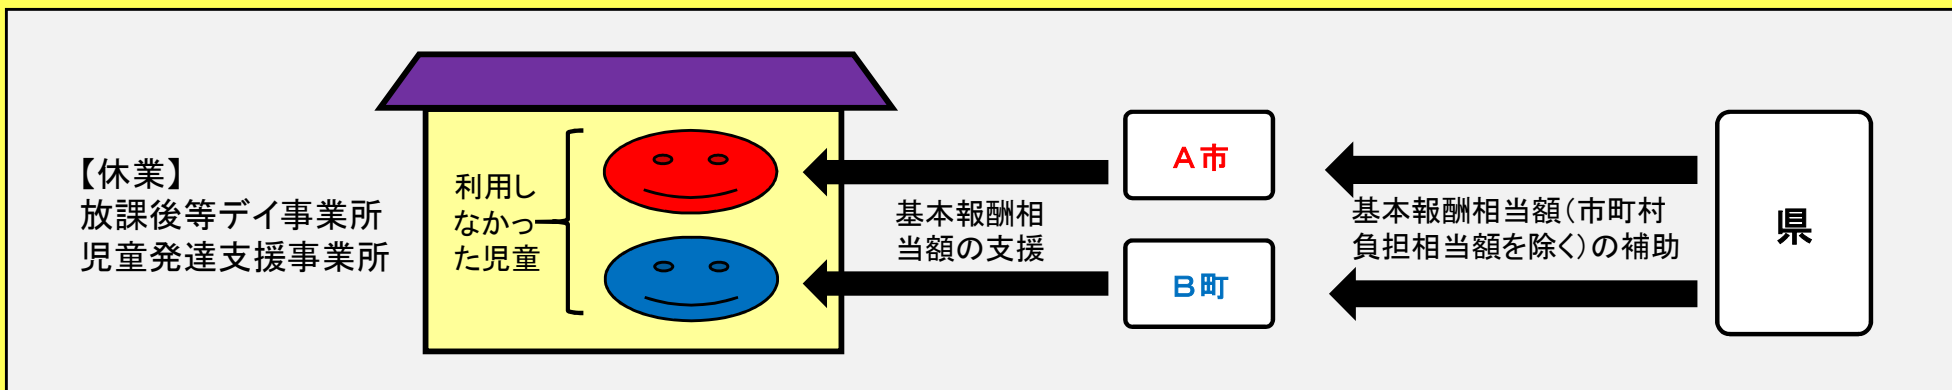 【休業】
放課後等デイ事業所
児童発達支援事業所
利用し
なかっ
た児童
基本報酬相
当額の支援
A市
B町
基本報酬相当額（市町村
負担相当額を除く）の補助
県